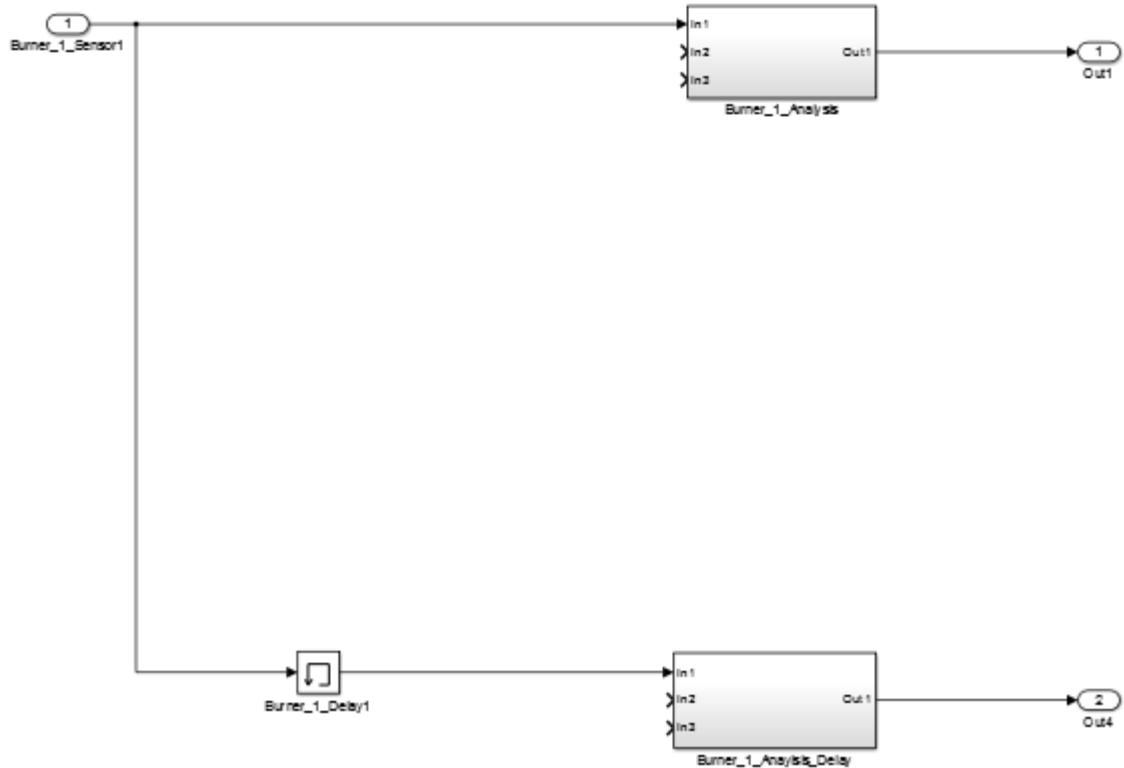 1
Burner_1_Sensor1
In1
In2
In3
Out1
Burner_1_Analysis
1
Out1
Burner_1_Delay1
In1
In2
In3
Out1
Burner_1_Anaylsis_Delay
2
Out4